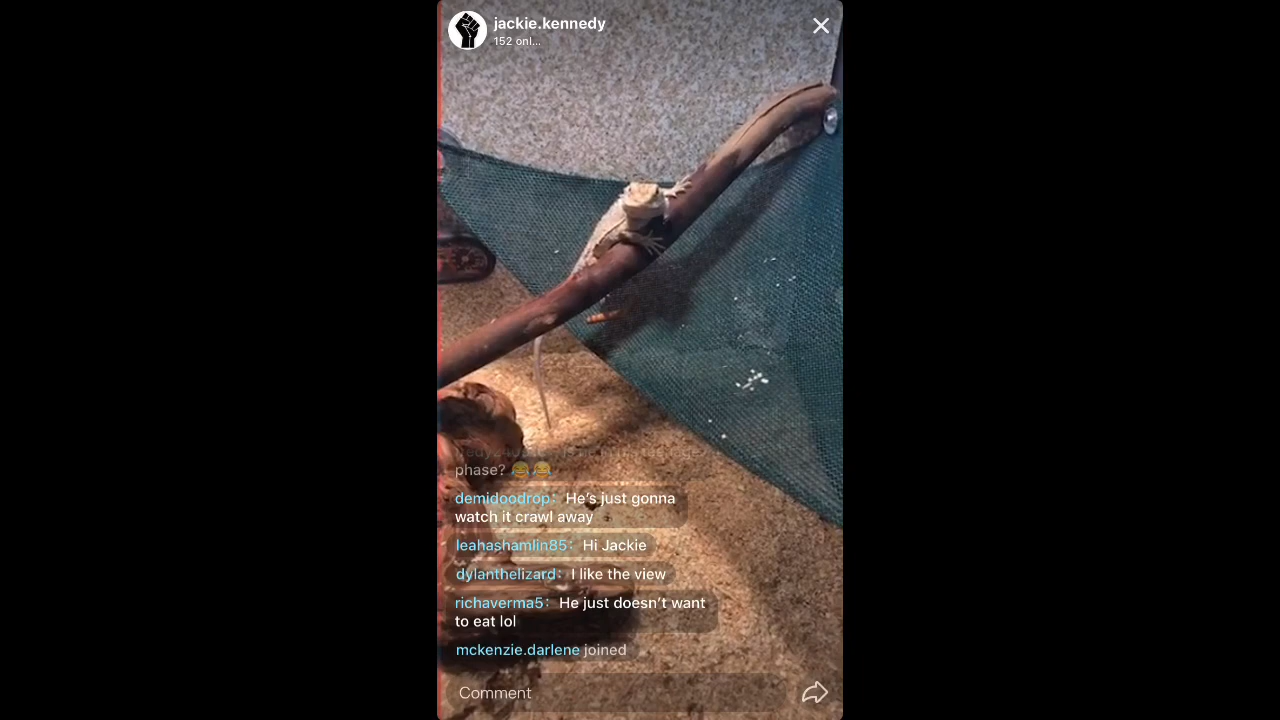 jackie.kennedy
152 onl...
phase? 😂😂
demidoodrop: He's just gonna
watch it crawl away
leahashamlin85: Hi Jackie
dylanthelizard: I like the view
richaverma5: He just doesn't want
to eat lol
mckenzie.darlene joined
Comment